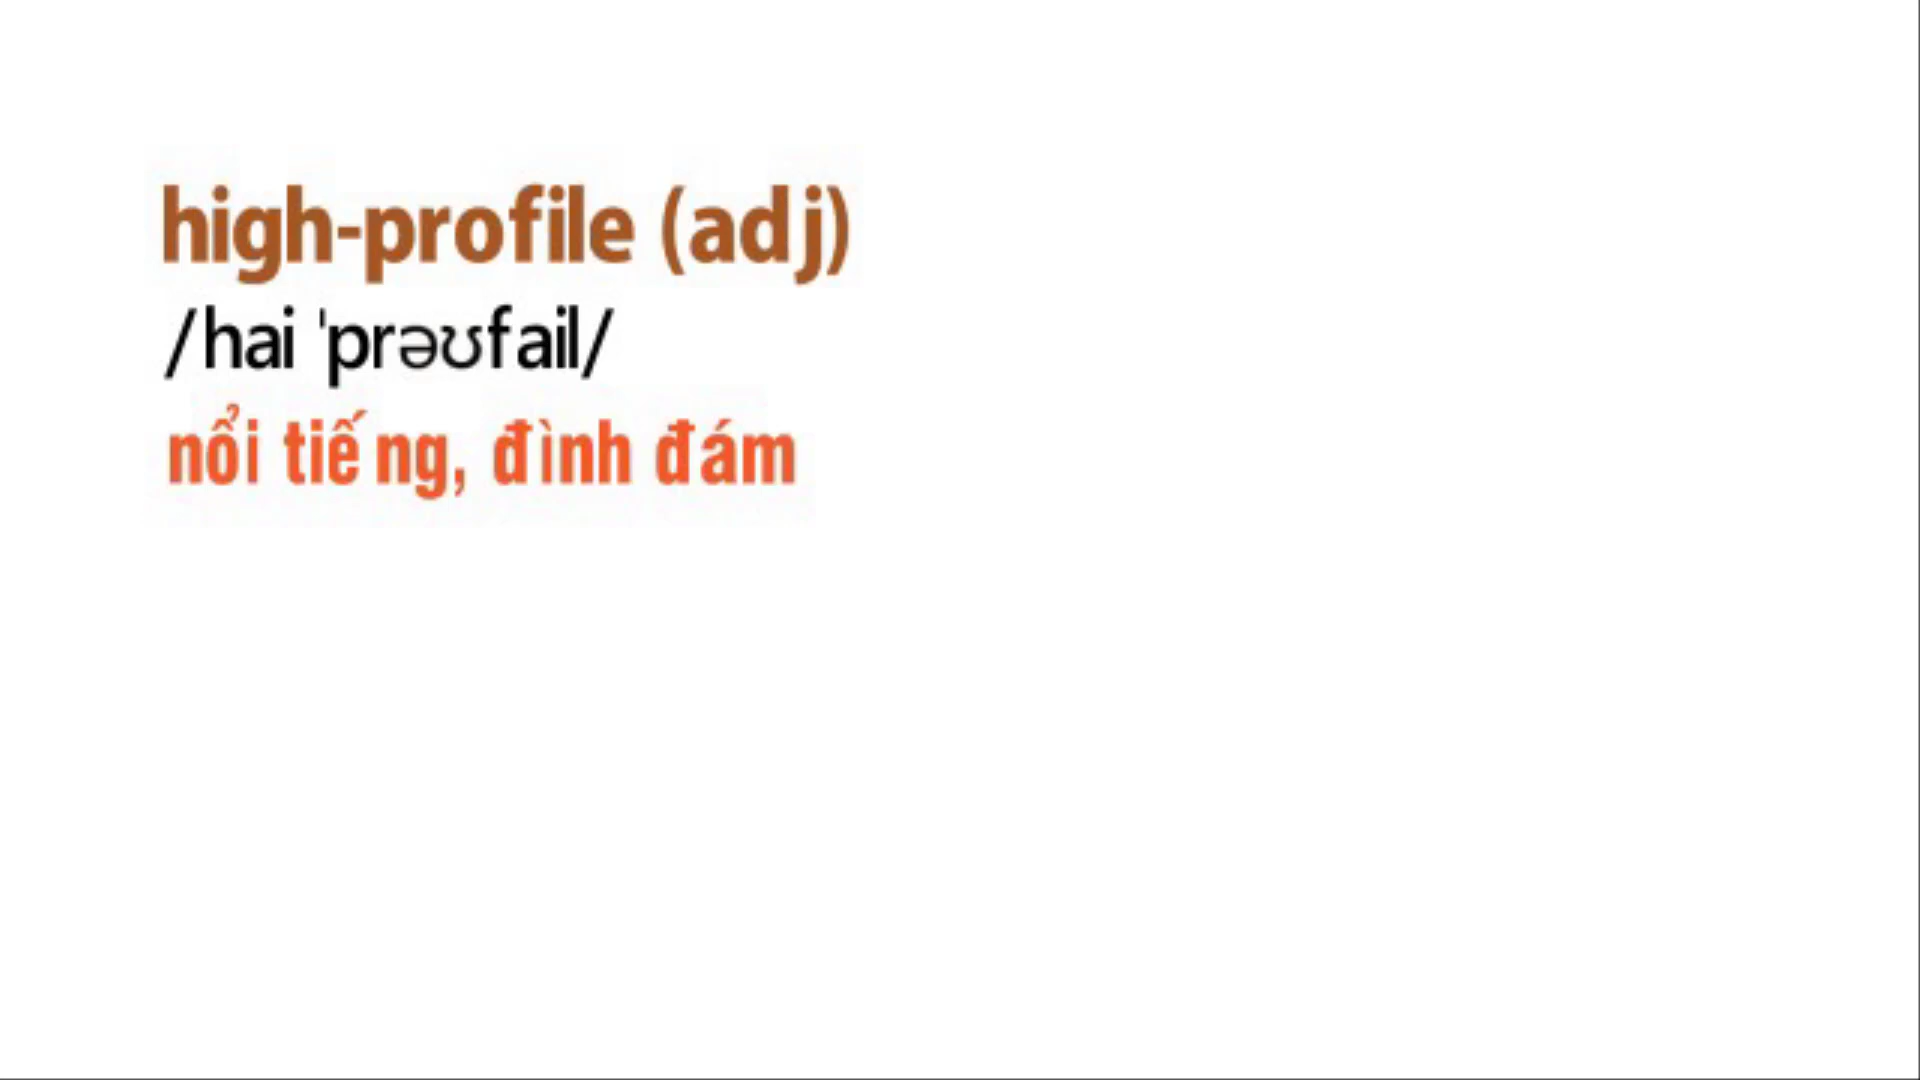 high-profile (adj)
/hai ˈprəʊfail/
nổi tiếng, đình đám